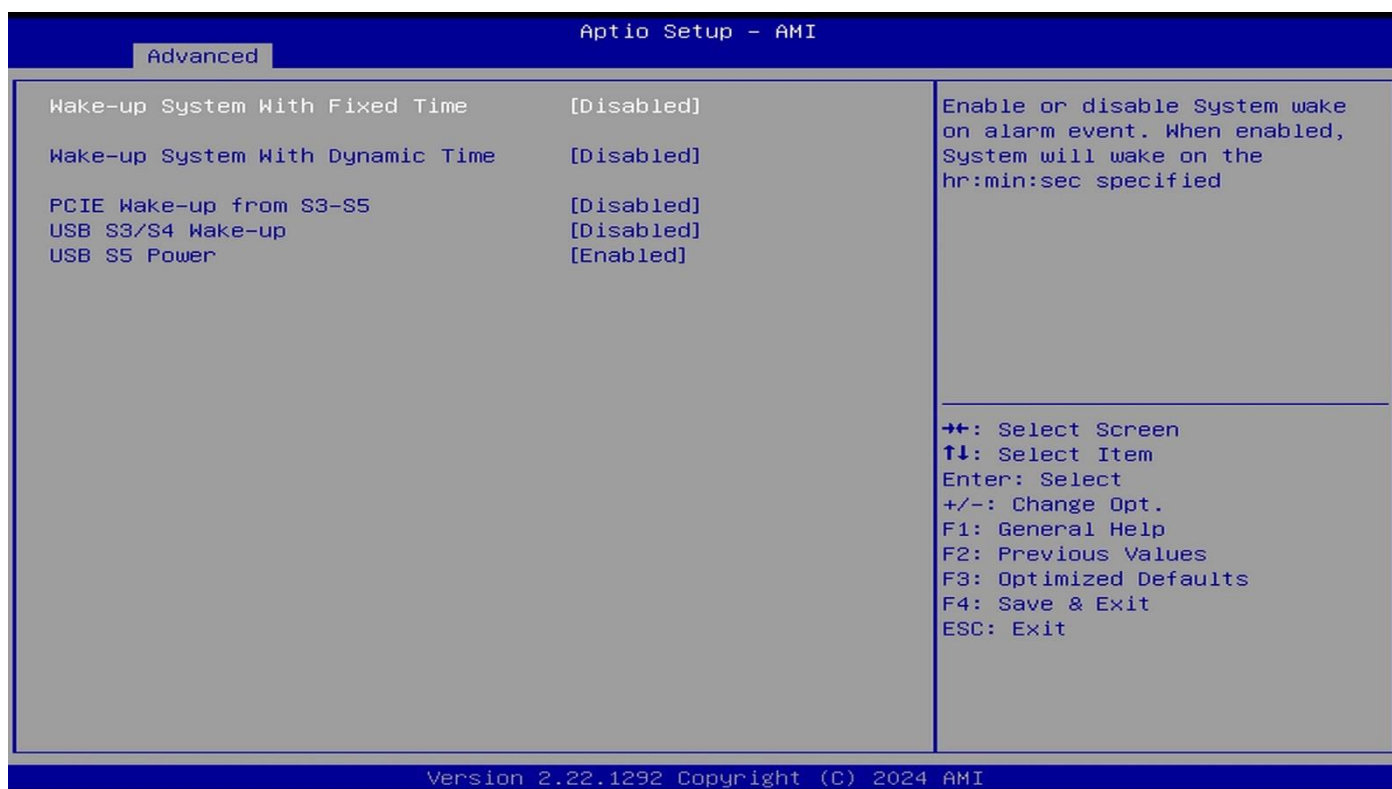 Aptio Setup - AMI
Advanced
Wake-up System With Fixed Time [Disabled]
Wake-up System With Dynamic Time [Disabled]
PCIE Wake-up from S3-S5 [Disabled]
USB S3/S4 Wake-up [Disabled]
USB S5 Power [Enabled]
Enable or disable System wake
on alarm event. When enabled,
System will wake on the
hr:min:sec specified
→←: Select Screen
↑↓: Select Item
Enter: Select
+/-: Change Opt.
F1: General Help
F2: Previous Values
F3: Optimized Defaults
F4: Save & Exit
ESC: Exit
Version 2.22.1292 Copyright (C) 2024 AMI